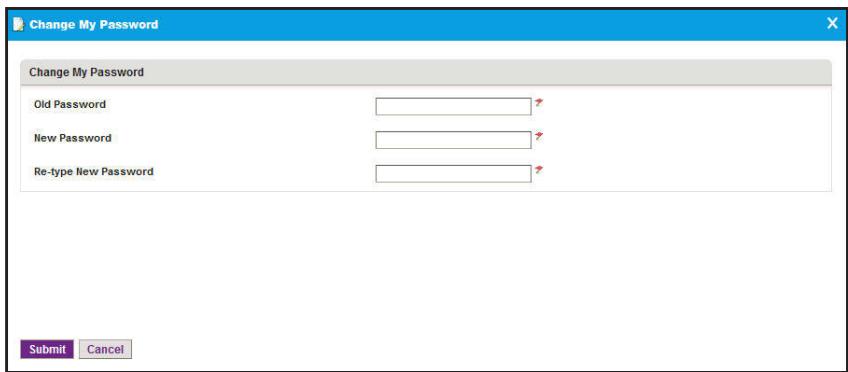 Change My Password X
Change My Password
Old Password
New Password
Re-type New Password
Submit Cancel